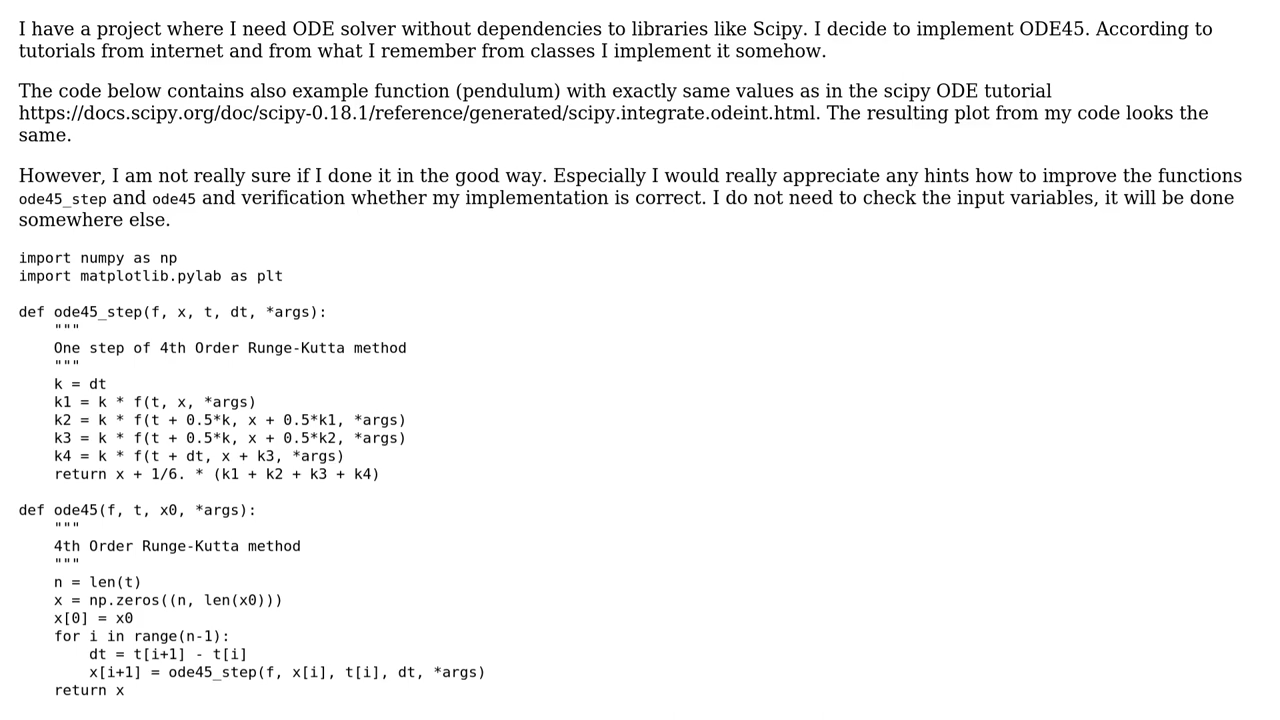 I have a project where I need ODE solver without dependencies to libraries like Scipy. I decide to implement ODE45. According to
tutorials from internet and from what I remember from classes I implement it somehow.
The code below contains also example function (pendulum) with exactly same values as in the scipy ODE tutorial
https://docs.scipy.org/doc/scipy-0.18.1/reference/generated/scipy.integrate.odeint.html. The resulting plot from my code looks the
same.
However, I am not really sure if I done it in the good way. Especially I would really appreciate any hints how to improve the functions
ode45_step and ode45 and verification whether my implementation is correct. I do not need to check the input variables, it will be done
somewhere else.
import numpy as np
import matplotlib.pylab as plt
def ode45_step(f, x, t, dt, *args):
    """
    One step of 4th Order Runge-Kutta method
    """
    k = dt
    k1 = k * f(t, x, *args)
    k2 = k * f(t + 0.5*k, x + 0.5*k1, *args)
    k3 = k * f(t + 0.5*k, x + 0.5*k2, *args)
    k4 = k * f(t + dt, x + k3, *args)
    return x + 1/6. * (k1 + k2 + k3 + k4)
def ode45(f, t, x0, *args):
    """
    4th Order Runge-Kutta method
    """
    n = len(t)
    x = np.zeros((n, len(x0)))
    x[0] = x0
    for i in range(n-1):
        dt = t[i+1] - t[i]
        x[i+1] = ode45_step(f, x[i], t[i], dt, *args)
    return x